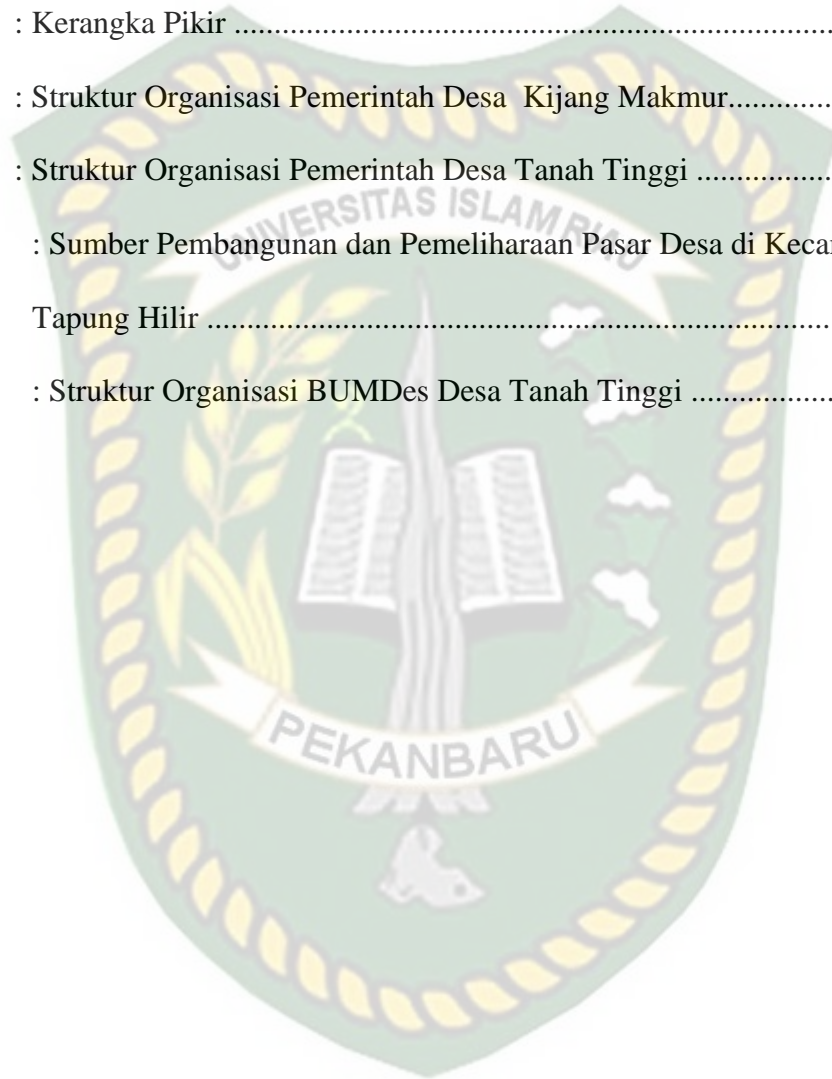 : Kerangka Pikir ..........................................................................
: Struktur Organisasi Pemerintah Desa  Kijang Makmur.............
: Struktur Organisasi Pemerintah Desa Tanah Tinggi .................
: Sumber Pembangunan dan Pemeliharaan Pasar Desa di
Tapung Hilir .............................................................................
: Struktur Organisasi BUMDes Desa Tanah Tinggi ..................
UNIVERSITAS ISLAM RIAU
PEKANBARU